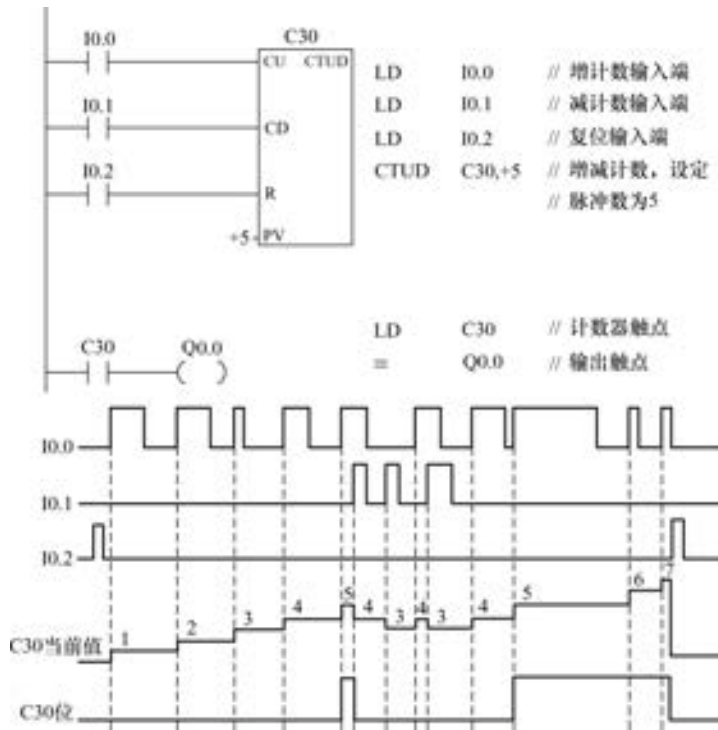 I0.0
C30
CU CTUD
LD I0.0 // 增计数输入端
I0.1
LD I0.1 // 减计数输入端
CD
LD I0.2 // 复位输入端
I0.2
CTUD C30,+5 // 增减计数、设定
R
// 脉冲数为5
+5 PV
LD C30 // 计数器触点
C30 Q0.0
= Q0.0 // 输出触点
I0.0
I0.1
I0.2
C30当前值
1 2 3 4 5 4 3 4 3 4 5 6 7
C30位